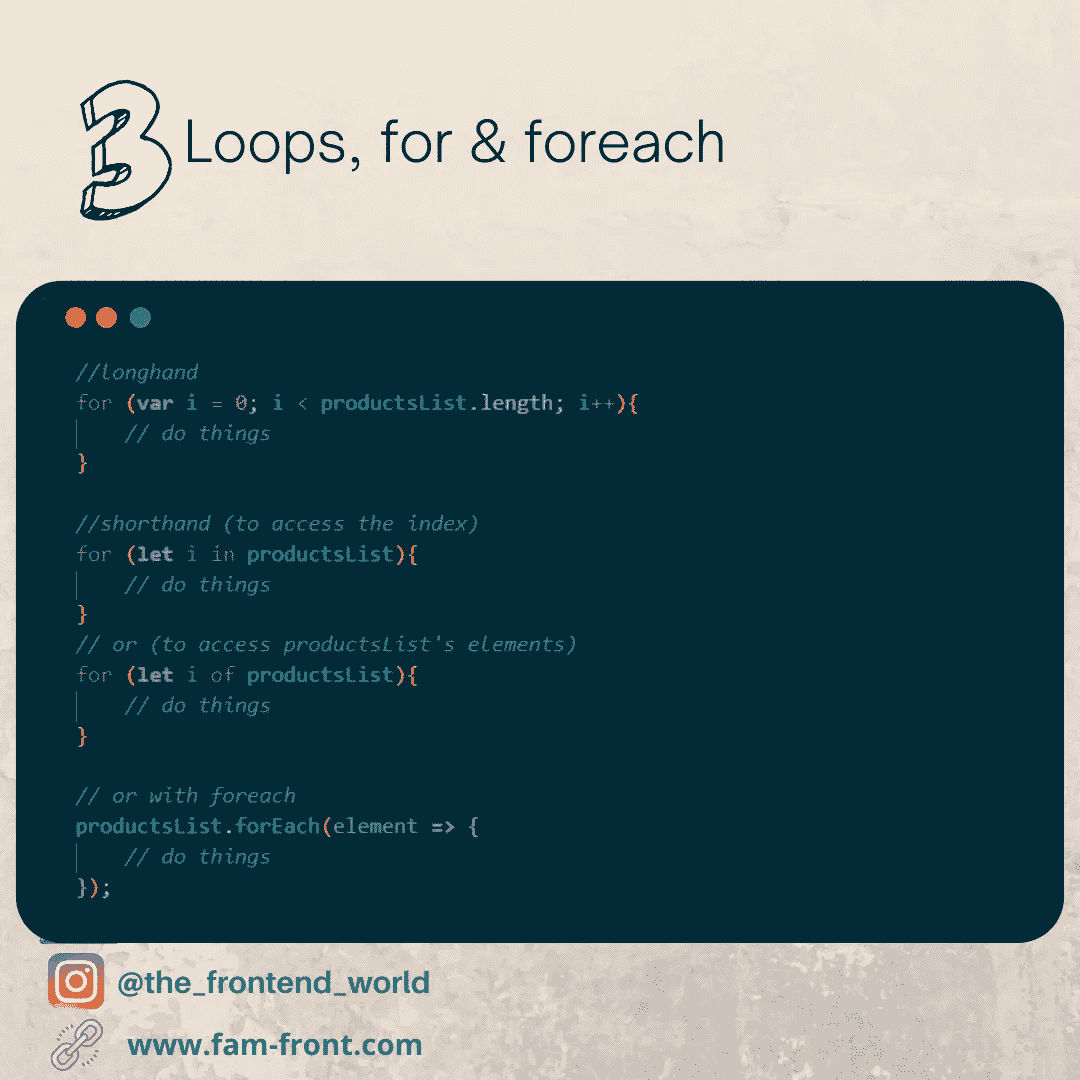 3 Loops, for & foreach
//longhand
for (var i = 0; i < productsList.length; i++){
    // do things
}
//shorthand (to access the index)
for (let i in productsList){
    // do things
}
// or (to access productsList's elements)
for (let i of productsList){
    // do things
}
// or with foreach
productsList.forEach(element => {
    // do things
});
@the_frontend_world
www.fam-front.com